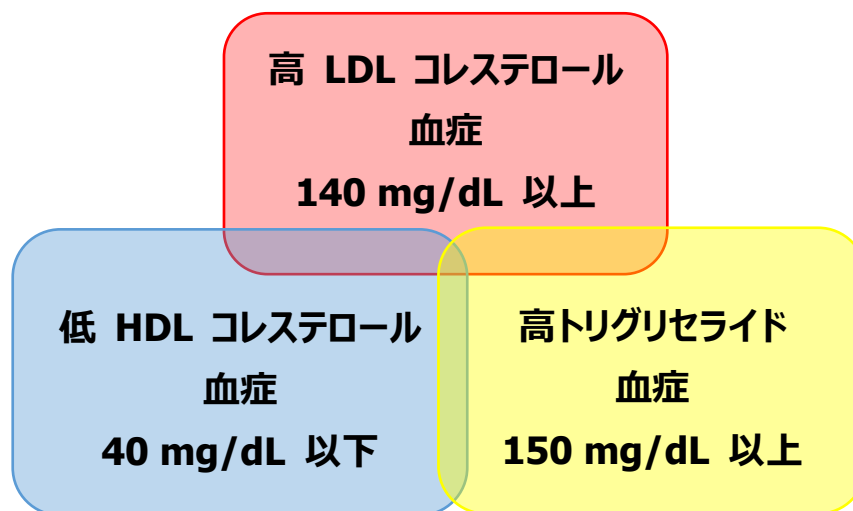 高 LDL コレステロール
血症
140 mg/dL 以上
低 HDL コレステロール
血症
40 mg/dL 以下
高トリグリセライド
血症
150 mg/dL 以上